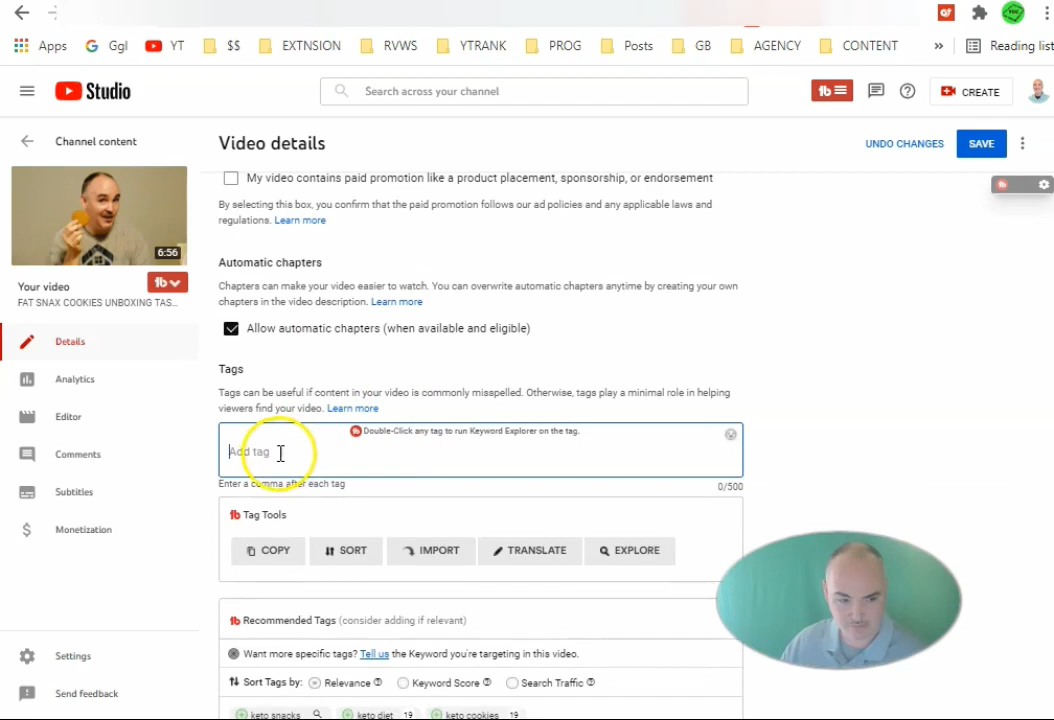 Apps Ggl YT $$ EXTNSION RVWS YTRANK PROG Posts GB AGENCY CONTENT » Reading list
Studio Search across your channel tb CREATE
Channel content Video details UNDO CHANGES SAVE
My video contains paid promotion like a product placement, sponsorship, or endorsement
By selecting this box, you confirm that the paid promotion follows our ad policies and any applicable laws and
regulations. Learn more
6:56
Automatic chapters
Your video tb
Chapters can make your video easier to watch. You can overwrite automatic chapters anytime by creating your own
FAT SNAX COOKIES UNBOXING TAS...
chapters in the video description. Learn more
Allow automatic chapters (when available and eligible)
Details
Analytics
Editor
Comments
Subtitles
Monetization
Settings
Send feedback
Tags
Tags can be useful if content in your video is commonly misspelled. Otherwise, tags play a minimal role in helping
viewers find your video. Learn more
Double-Click any tag to run Keyword Explorer on the tag.
Add tag
Enter a comma after each tag 0/500
tb Tag Tools
COPY SORT IMPORT TRANSLATE EXPLORE
tb Recommended Tags (consider adding if relevant)
Want more specific tags? Tell us the Keyword you're targeting in this video.
Sort Tags by: Relevance Keyword Score Search Traffic
keto snacks keto diet 19 keto cookies 19